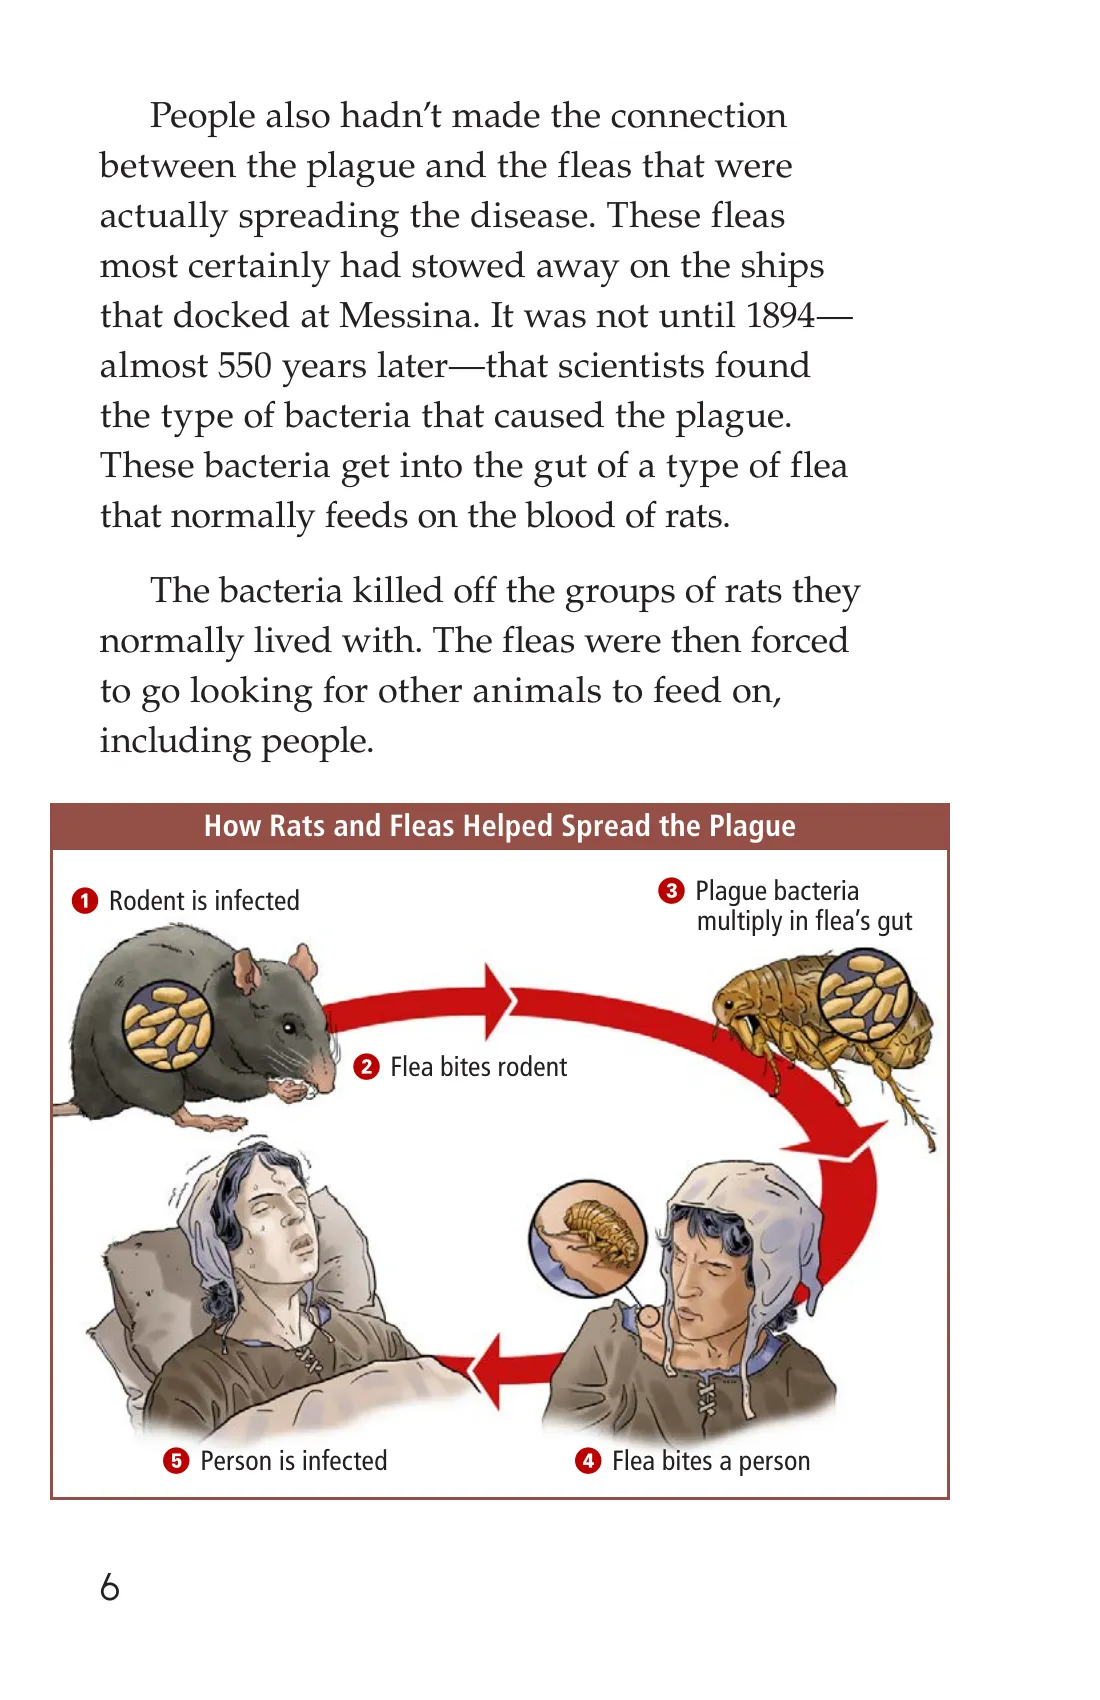 People also hadn’t made the connection
between the plague and the fleas that were
actually spreading the disease. These fleas
most certainly had stowed away on the ships
that docked at Messina. It was not until 1894—
almost 550 years later—that scientists found
the type of bacteria that caused the plague.
These bacteria get into the gut of a type of flea
that normally feeds on the blood of rats.
The bacteria killed off the groups of rats they
normally lived with. The fleas were then forced
to go looking for other animals to feed on,
including people.
How Rats and Fleas Helped Spread the Plague
1 Rodent is infected
2 Flea bites rodent
3 Plague bacteria
multiply in flea’s gut
4 Flea bites a person
5 Person is infected
6